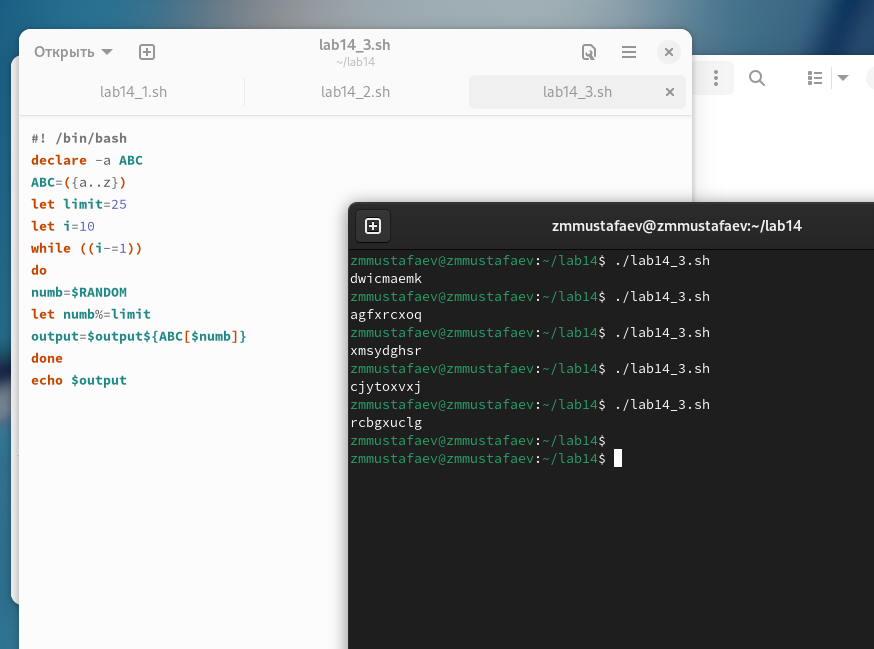 Открыть
lab14_3.sh
~/lab14
lab14_1.sh
lab14_2.sh
lab14_3.sh
#! /bin/bash
declare -a ABC
ABC=({a..z})
let limit=25
let i=10
while ((i-=1))
do
numb=$RANDOM
let numb%=limit
output=$output${ABC[$numb]}
done
echo $output
zmmustafaev@zmmustafaev:~/lab14
zmmustafaev@zmmustafaev:~/lab14$ ./lab14_3.sh
dwicmaemk
zmmustafaev@zmmustafaev:~/lab14$ ./lab14_3.sh
agfxrcxoq
zmmustafaev@zmmustafaev:~/lab14$ ./lab14_3.sh
xmsydghsr
zmmustafaev@zmmustafaev:~/lab14$ ./lab14_3.sh
cjytoxvxj
zmmustafaev@zmmustafaev:~/lab14$ ./lab14_3.sh
rcbgxuclg
zmmustafaev@zmmustafaev:~/lab14$
zmmustafaev@zmmustafaev:~/lab14$